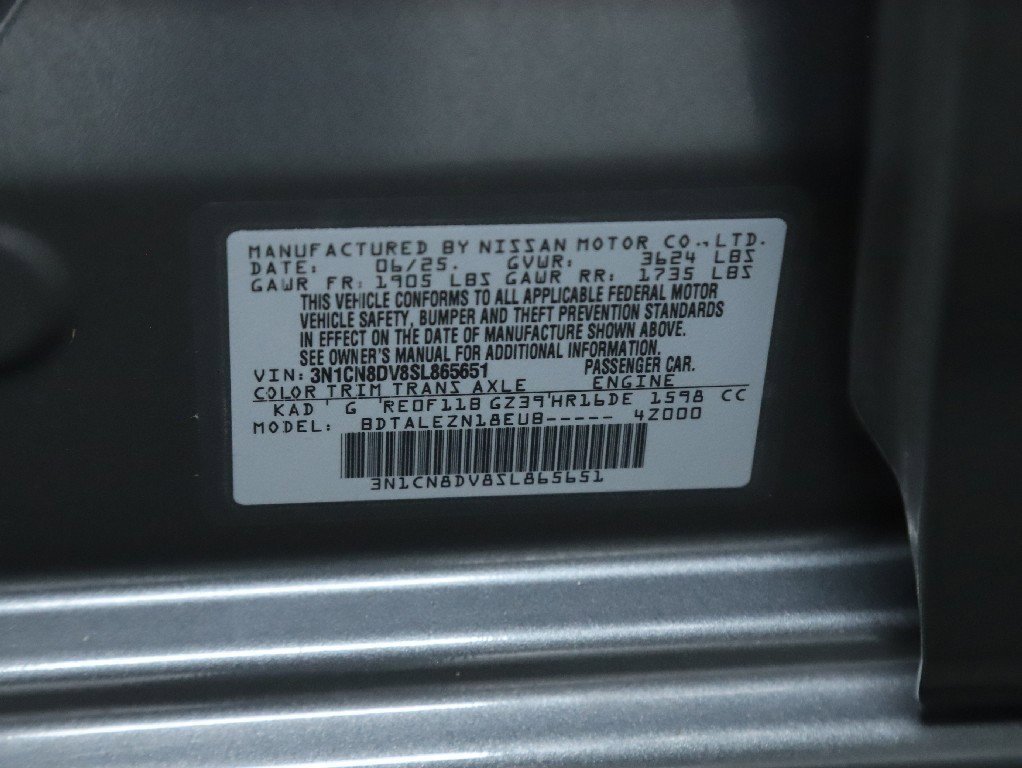 MANUFACTURED BY NISSAN MOTOR CO.,LTD.
DATE: 06/25. GVWR: 3624 LBS
GAWR FR: 1905 LBS GAWR RR: 1735 LBS
THIS VEHICLE CONFORMS TO ALL APPLICABLE FEDERAL MOTOR
VEHICLE SAFETY, BUMPER AND THEFT PREVENTION STANDARDS
IN EFFECT ON THE DATE OF MANUFACTURE SHOWN ABOVE.
SEE OWNER'S MANUAL FOR ADDITIONAL INFORMATION.
VIN: 3N1CN8DV8SL865651 PASSENGER CAR.
COLOR TRIM TRANS AXLE ENGINE
KAD G RE0F11B GZ39 HR16DE 1598 CC
MODEL: BDTALEZN18EUB----- 4Z000
3N1CN8DV8SL865651